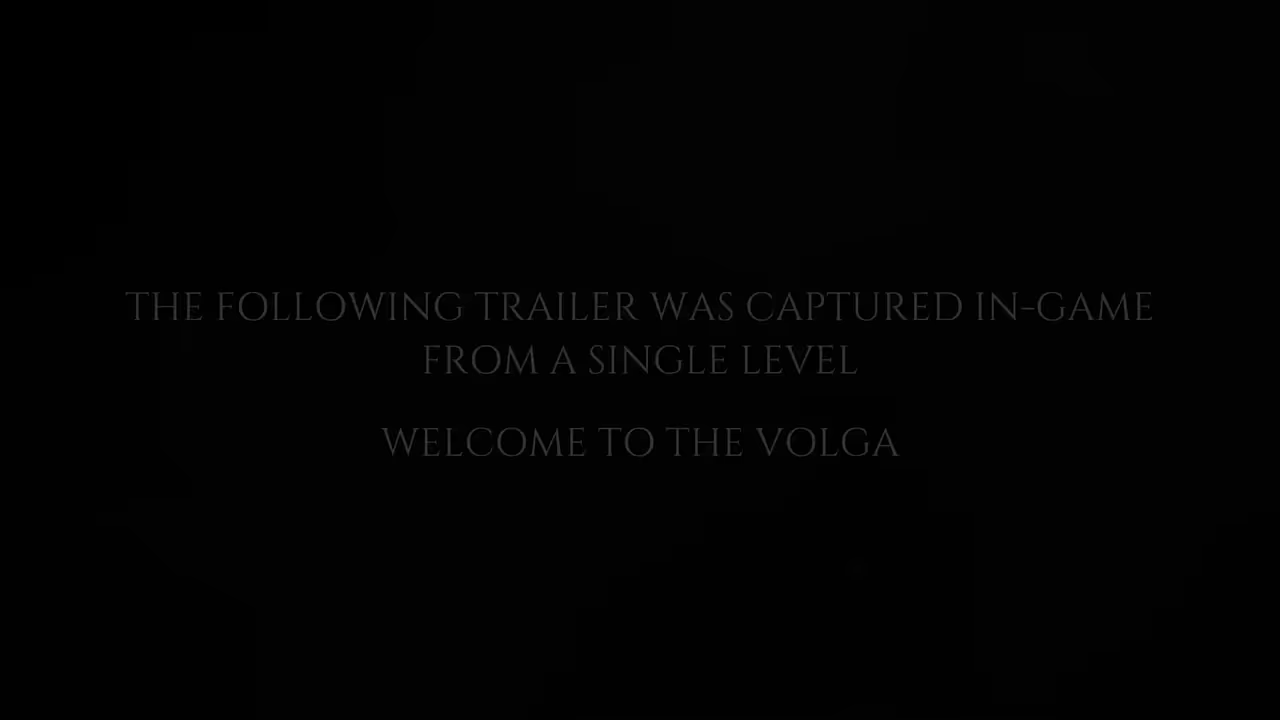 THE FOLLOWING TRAILER WAS CAPTURED IN-GAME
FROM A SINGLE LEVEL
WELCOME TO THE VOLGA